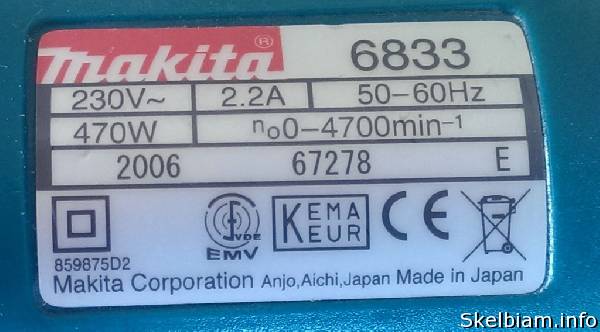 makita® 6833
230V~ 2.2A 50–60Hz
470W no0–4700min⁻¹
2006 67278 E
VDE EMV KEMA KEUR CE
859875D2
Makita Corporation Anjo,Aichi,Japan Made in Japan
Skelbiam.info